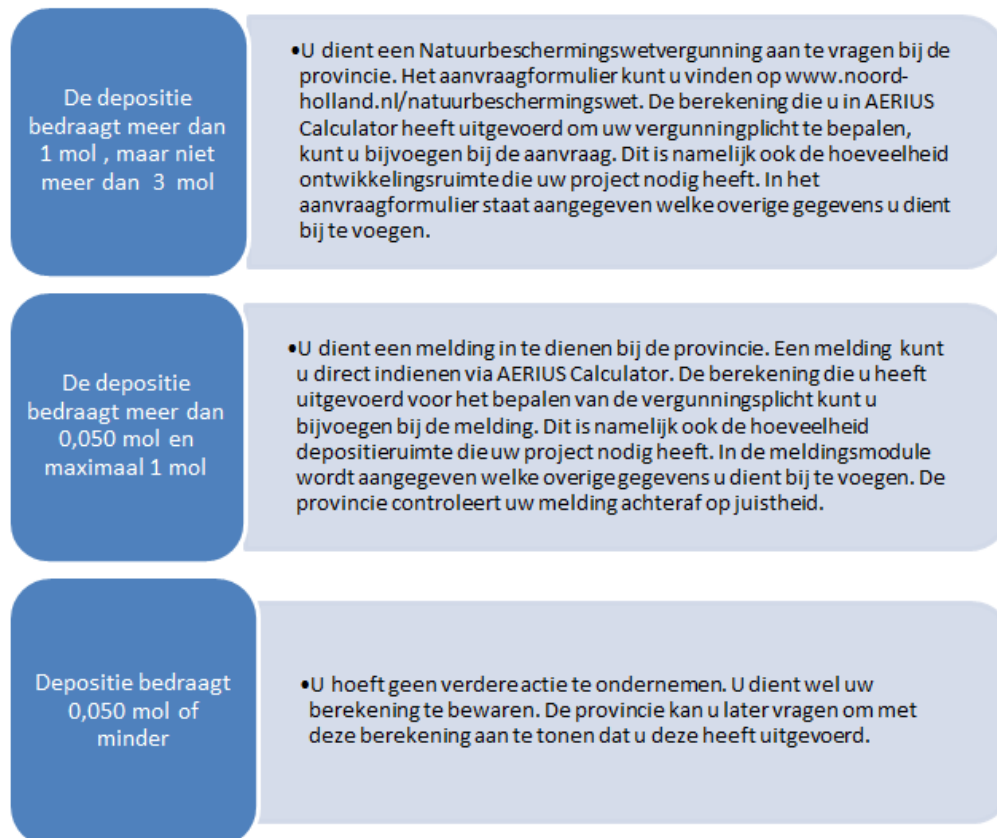 De depositie
bedraagt meer dan
1 mol , maar niet
meer dan 3 mol
•U dient een Natuurbeschermingswetvergunning aan te vragen bij de
provincie. Het aanvraagformulier kunt u vinden op www.noord-
holland.nl/natuurbeschermingswet. De berekening die u in AERIUS
Calculator heeft uitgevoerd om uw vergunningplicht te bepalen,
kunt u bijvoegen bij de aanvraag. Dit is namelijk ook de hoeveelheid
ontwikkelingsruimte die uw project nodig heeft. In het
aanvraagformulier staat aangegeven welke overige gegevens u dient
bij te voegen.
De depositie
bedraagt meer dan
0,050 mol en
maximaal 1 mol
•U dient een melding in te dienen bij de provincie. Een melding kunt
u direct indienen via AERIUS Calculator. De berekening die u heeft
uitgevoerd voor het bepalen van de vergunningsplicht kunt u
bijvoegen bij de melding. Dit is namelijk ook de hoeveelheid
depositieruimte die uw project nodig heeft. In de meldingsmodule
wordt aangegeven welke overige gegevens u dient bij te voegen. De
provincie controleert uw melding achteraf op juistheid.
Depositie bedraagt
0,050 mol of
minder
•U hoeft geen verdere actie te ondernemen. U dient wel uw
berekening te bewaren. De provincie kan u later vragen om met
deze berekening aan te tonen dat u deze heeft uitgevoerd.